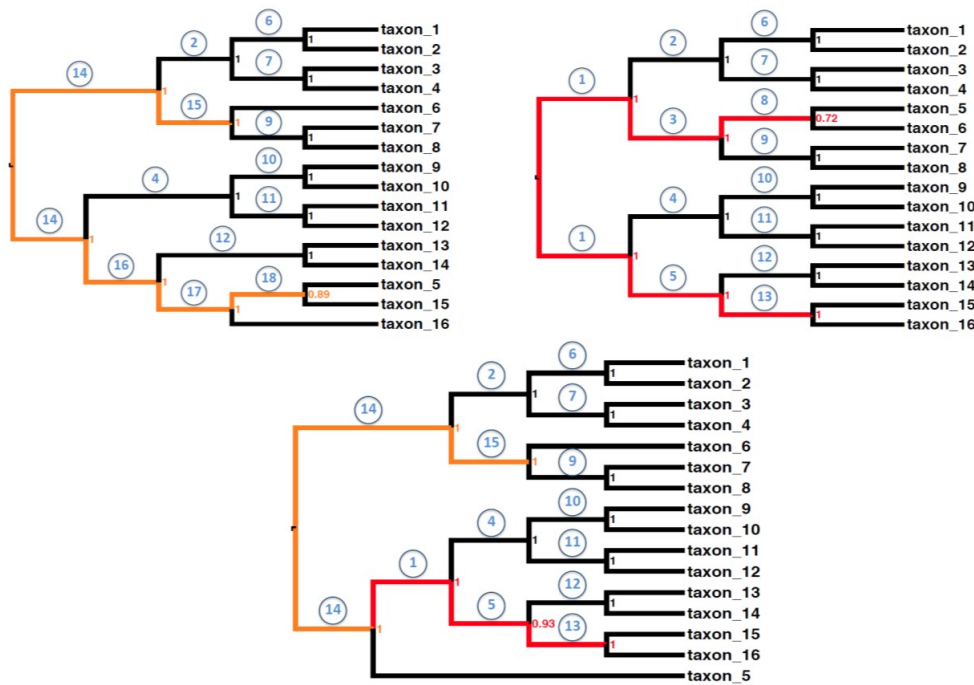 6
taxon_1
2
1
taxon_2
1
7
taxon_3
14
1
taxon_4
1
15
taxon_6
1
9
taxon_7
1
taxon_8
10
taxon_9
4
1
taxon_10
1
taxon_11
11
1
14
taxon_12
12
1
taxon_13
1
16
taxon_14
18
1
taxon_5
17
0.89
taxon_15
1
taxon_16
6
taxon_1
2
1
taxon_2
1
7
taxon_3
1
1
taxon_4
1
8
taxon_5
0.72
3
taxon_6
1
9
taxon_7
1
taxon_8
10
taxon_9
4
1
taxon_10
1
taxon_11
11
1
1
taxon_12
12
1
taxon_13
5
1
taxon_14
1
13
taxon_15
1
taxon_16
6
taxon_1
2
1
taxon_2
1
7
taxon_3
14
1
taxon_4
1
15
taxon_6
1
9
taxon_7
1
taxon_8
10
taxon_9
4
1
taxon_10
1
11
taxon_11
1
1
taxon_12
1
12
taxon_13
5
1
taxon_14
14
0.93
13
1
taxon_15
1
taxon_16
taxon_5